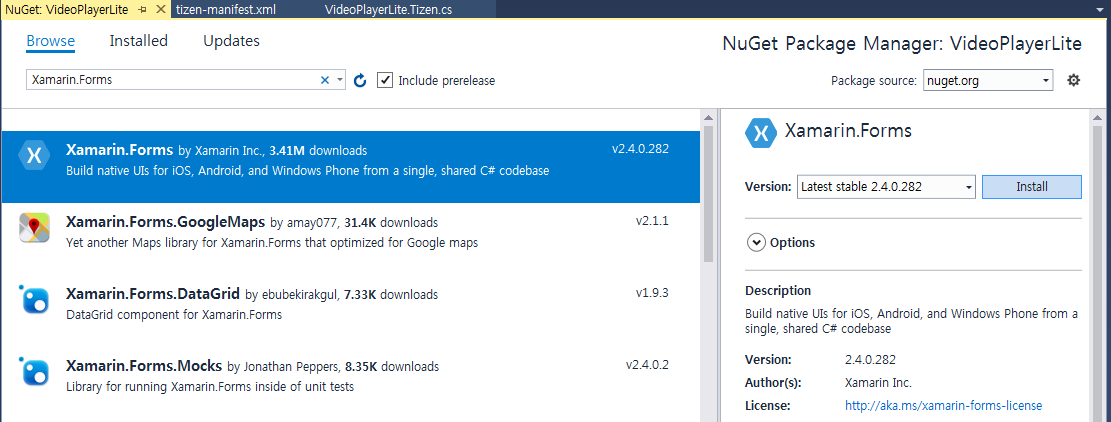 NuGet: VideoPlayerLite
tizen-manifest.xml
VideoPlayerLite.Tizen.cs
Browse
Installed
Updates
NuGet Package Manager: VideoPlayerLite
Xamarin.Forms
Include prerelease
Package source:
nuget.org
Xamarin.Forms by Xamarin Inc., 3.41M downloads
v2.4.0.282
Build native UIs for iOS, Android, and Windows Phone from a single, shared C# codebase
Xamarin.Forms.GoogleMaps by amay077, 31.4K downloads
v2.1.1
Yet another Maps library for Xamarin.Forms that optimized for Google maps
Xamarin.Forms.DataGrid by ebubekirakgul, 7.33K downloads
v1.9.3
DataGrid component for Xamarin.Forms
Xamarin.Forms.Mocks by Jonathan Peppers, 8.35K downloads
v2.4.0.2
Library for running Xamarin.Forms inside of unit tests
Xamarin.Forms
Version:
Latest stable 2.4.0.282
Install
Options
Description
Build native UIs for iOS, Android, and Windows Phone from a
single, shared C# codebase
Version:
2.4.0.282
Author(s):
Xamarin Inc.
License:
http://aka.ms/xamarin-forms-license